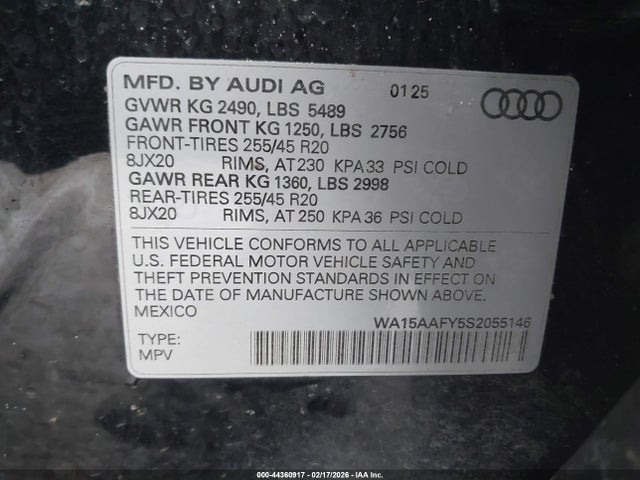 MFD. BY AUDI AG 01 25
GVWR KG 2490, LBS 5489
GAWR FRONT KG 1250, LBS 2756
FRONT-TIRES 255/45 R20
8JX20 RIMS, AT 230 KPA 33 PSI COLD
GAWR REAR KG 1360, LBS 2998
REAR-TIRES 255/45 R20
8JX20 RIMS, AT 250 KPA 36 PSI COLD
THIS VEHICLE CONFORMS TO ALL APPLICABLE
U.S. FEDERAL MOTOR VEHICLE SAFETY AND
THEFT PREVENTION STANDARDS IN EFFECT ON
THE DATE OF MANUFACTURE SHOWN ABOVE.
MEXICO WA15AAFY5S2055146
TYPE:
MPV
000-44360917 - 02/17/2026 - IAA Inc.